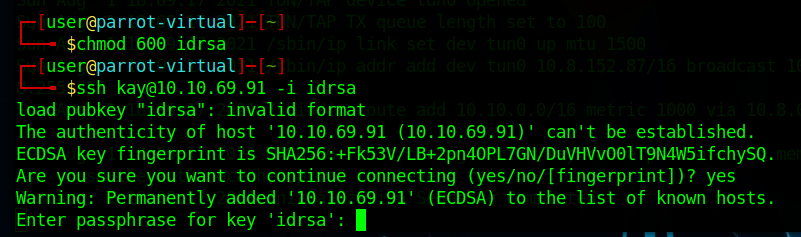 ┌─[user@parrot-virtual]─[~]
└──╼ $chmod 600 idrsa
┌─[user@parrot-virtual]─[~]
└──╼ $ssh kay@10.10.69.91 -i idrsa
load pubkey "idrsa": invalid format
The authenticity of host '10.10.69.91 (10.10.69.91)' can't be established.
ECDSA key fingerprint is SHA256:+Fk53V/LB+2pn4OPL7GN/DuVHVvO0lT9N4W5ifchySQ.
Are you sure you want to continue connecting (yes/no/[fingerprint])? yes
Warning: Permanently added '10.10.69.91' (ECDSA) to the list of known hosts.
Enter passphrase for key 'idrsa':